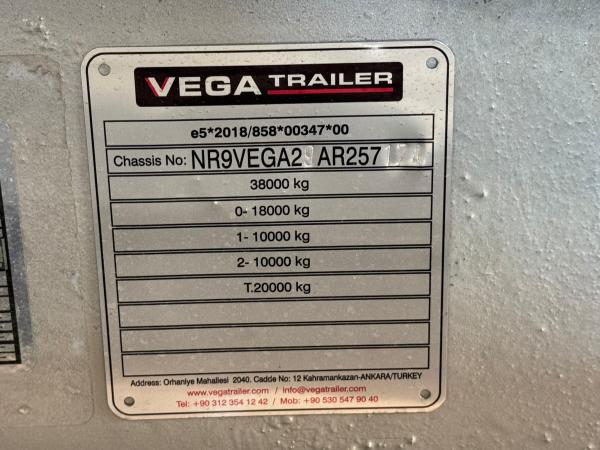 VEGA TRAILER
e5*2018/858*00347*00
Chassis No: NR9VEGA2 AR257
38000 kg
0- 18000 kg
1- 10000 kg
2- 10000 kg
T.20000 kg
Address: Orhaniye Mahallesi 2040. Cadde No: 12 Kahramankazan-ANKARA/TURKEY
www.vegatrailer.com / info@vegatrailer.com
Tel: +90 312 354 12 42 / Mob: +90 530 547 90 40